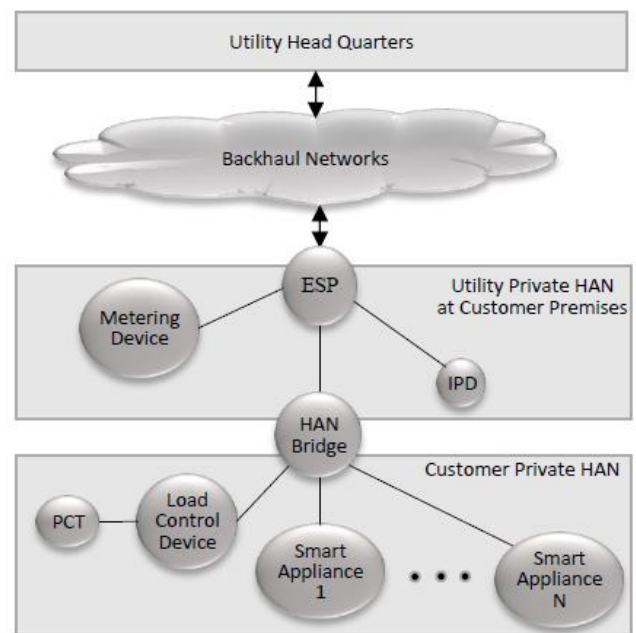 Utility Head Quarters
Backhaul Networks
ESP
Utility Private HAN
at Customer Premises
Metering
Device
IPD
HAN
Bridge
Customer Private HAN
PCT
Load
Control
Device
Smart
Appliance
1
Smart
Appliance
N